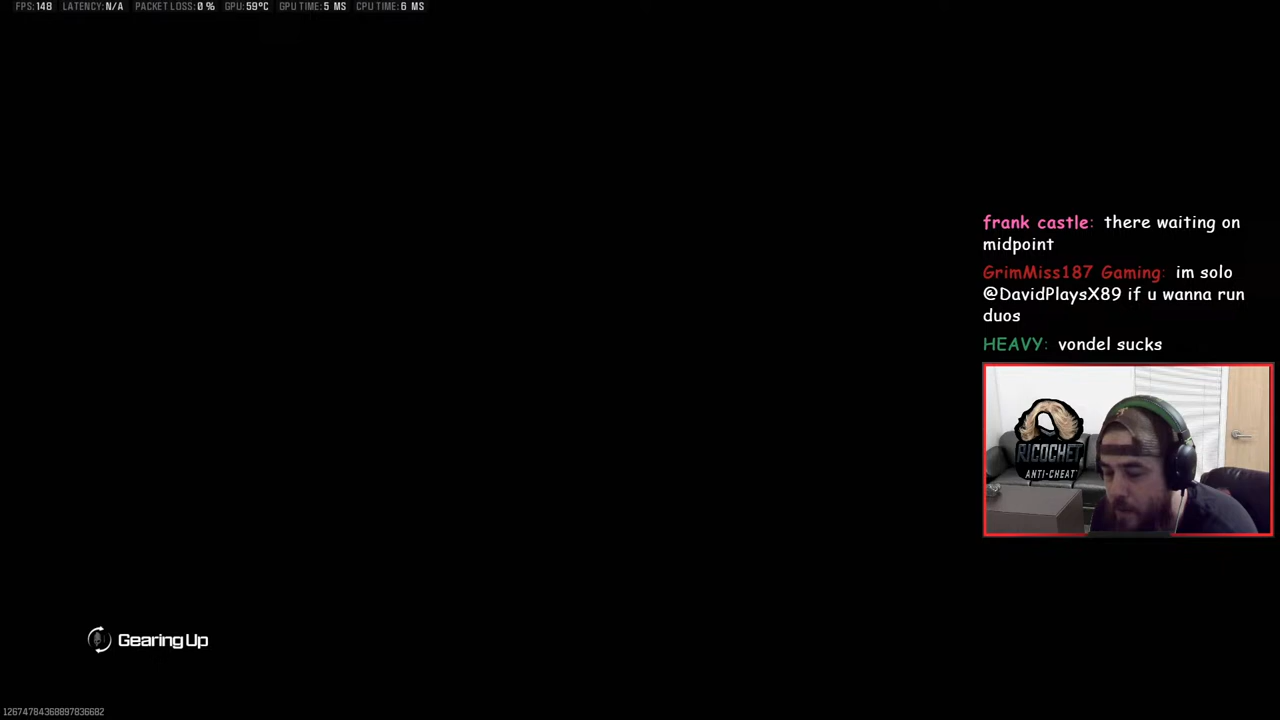 FPS: 148 LATENCY: N/A PACKET LOSS: 0 % GPU: 59°C GPU TIME: 5 MS CPU TIME: 6 MS
frank castle: there waiting on
midpoint
GrimMiss187 Gaming: im solo
@DavidPlaysX89 if u wanna run
duos
HEAVY: vondel sucks
RICOCHET
ANTI-CHEAT
Gearing Up
12674784368897836682